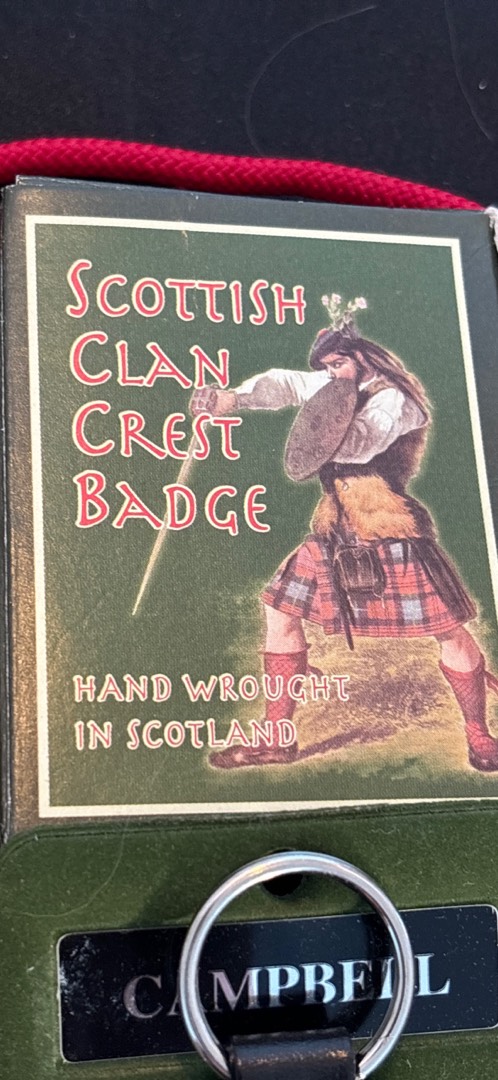 SCOTTISH
CLAN
CREST
BADGE
HAND WROUGHT
IN SCOTLAND
CAMPBELL